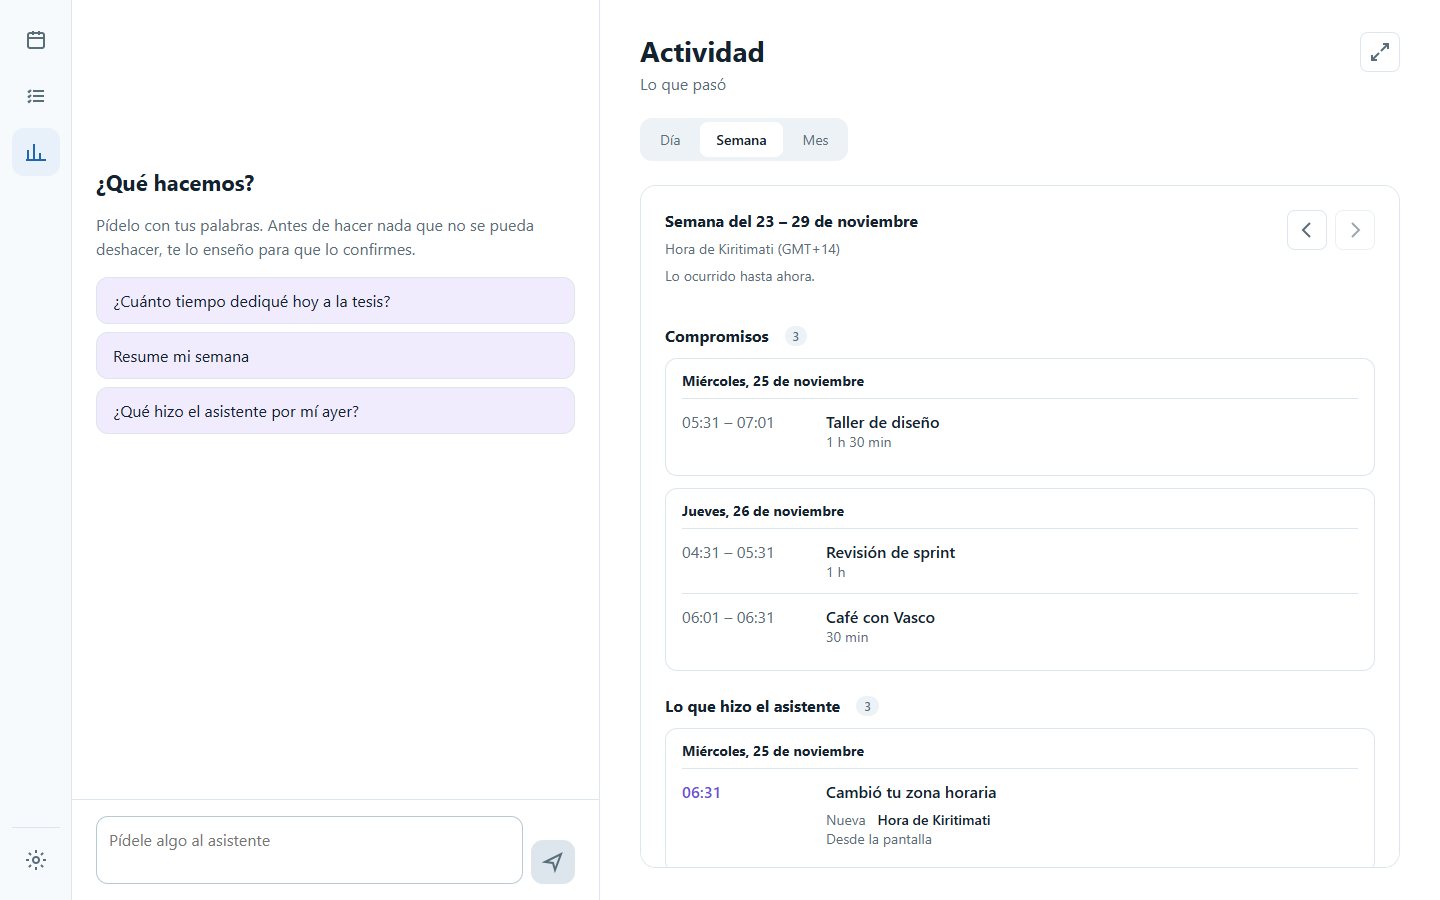 ¿Qué hacemos?
Pídelo con tus palabras. Antes de hacer nada que no se pueda
deshacer, te lo enseño para que lo confirmes.
¿Cuánto tiempo dediqué hoy a la tesis?
Resume mi semana
¿Qué hizo el asistente por mí ayer?
Pídele algo al asistente
Actividad
Lo que pasó
Día
Semana
Mes
Semana del 23 – 29 de noviembre
Hora de Kiritimati (GMT+14)
Lo ocurrido hasta ahora.
Compromisos 3
Miércoles, 25 de noviembre
05:31 – 07:01 Taller de diseño
1 h 30 min
Jueves, 26 de noviembre
04:31 – 05:31 Revisión de sprint
1 h
06:01 – 06:31 Café con Vasco
30 min
Lo que hizo el asistente 3
Miércoles, 25 de noviembre
06:31 Cambió tu zona horaria
Nueva Hora de Kiritimati
Desde la pantalla